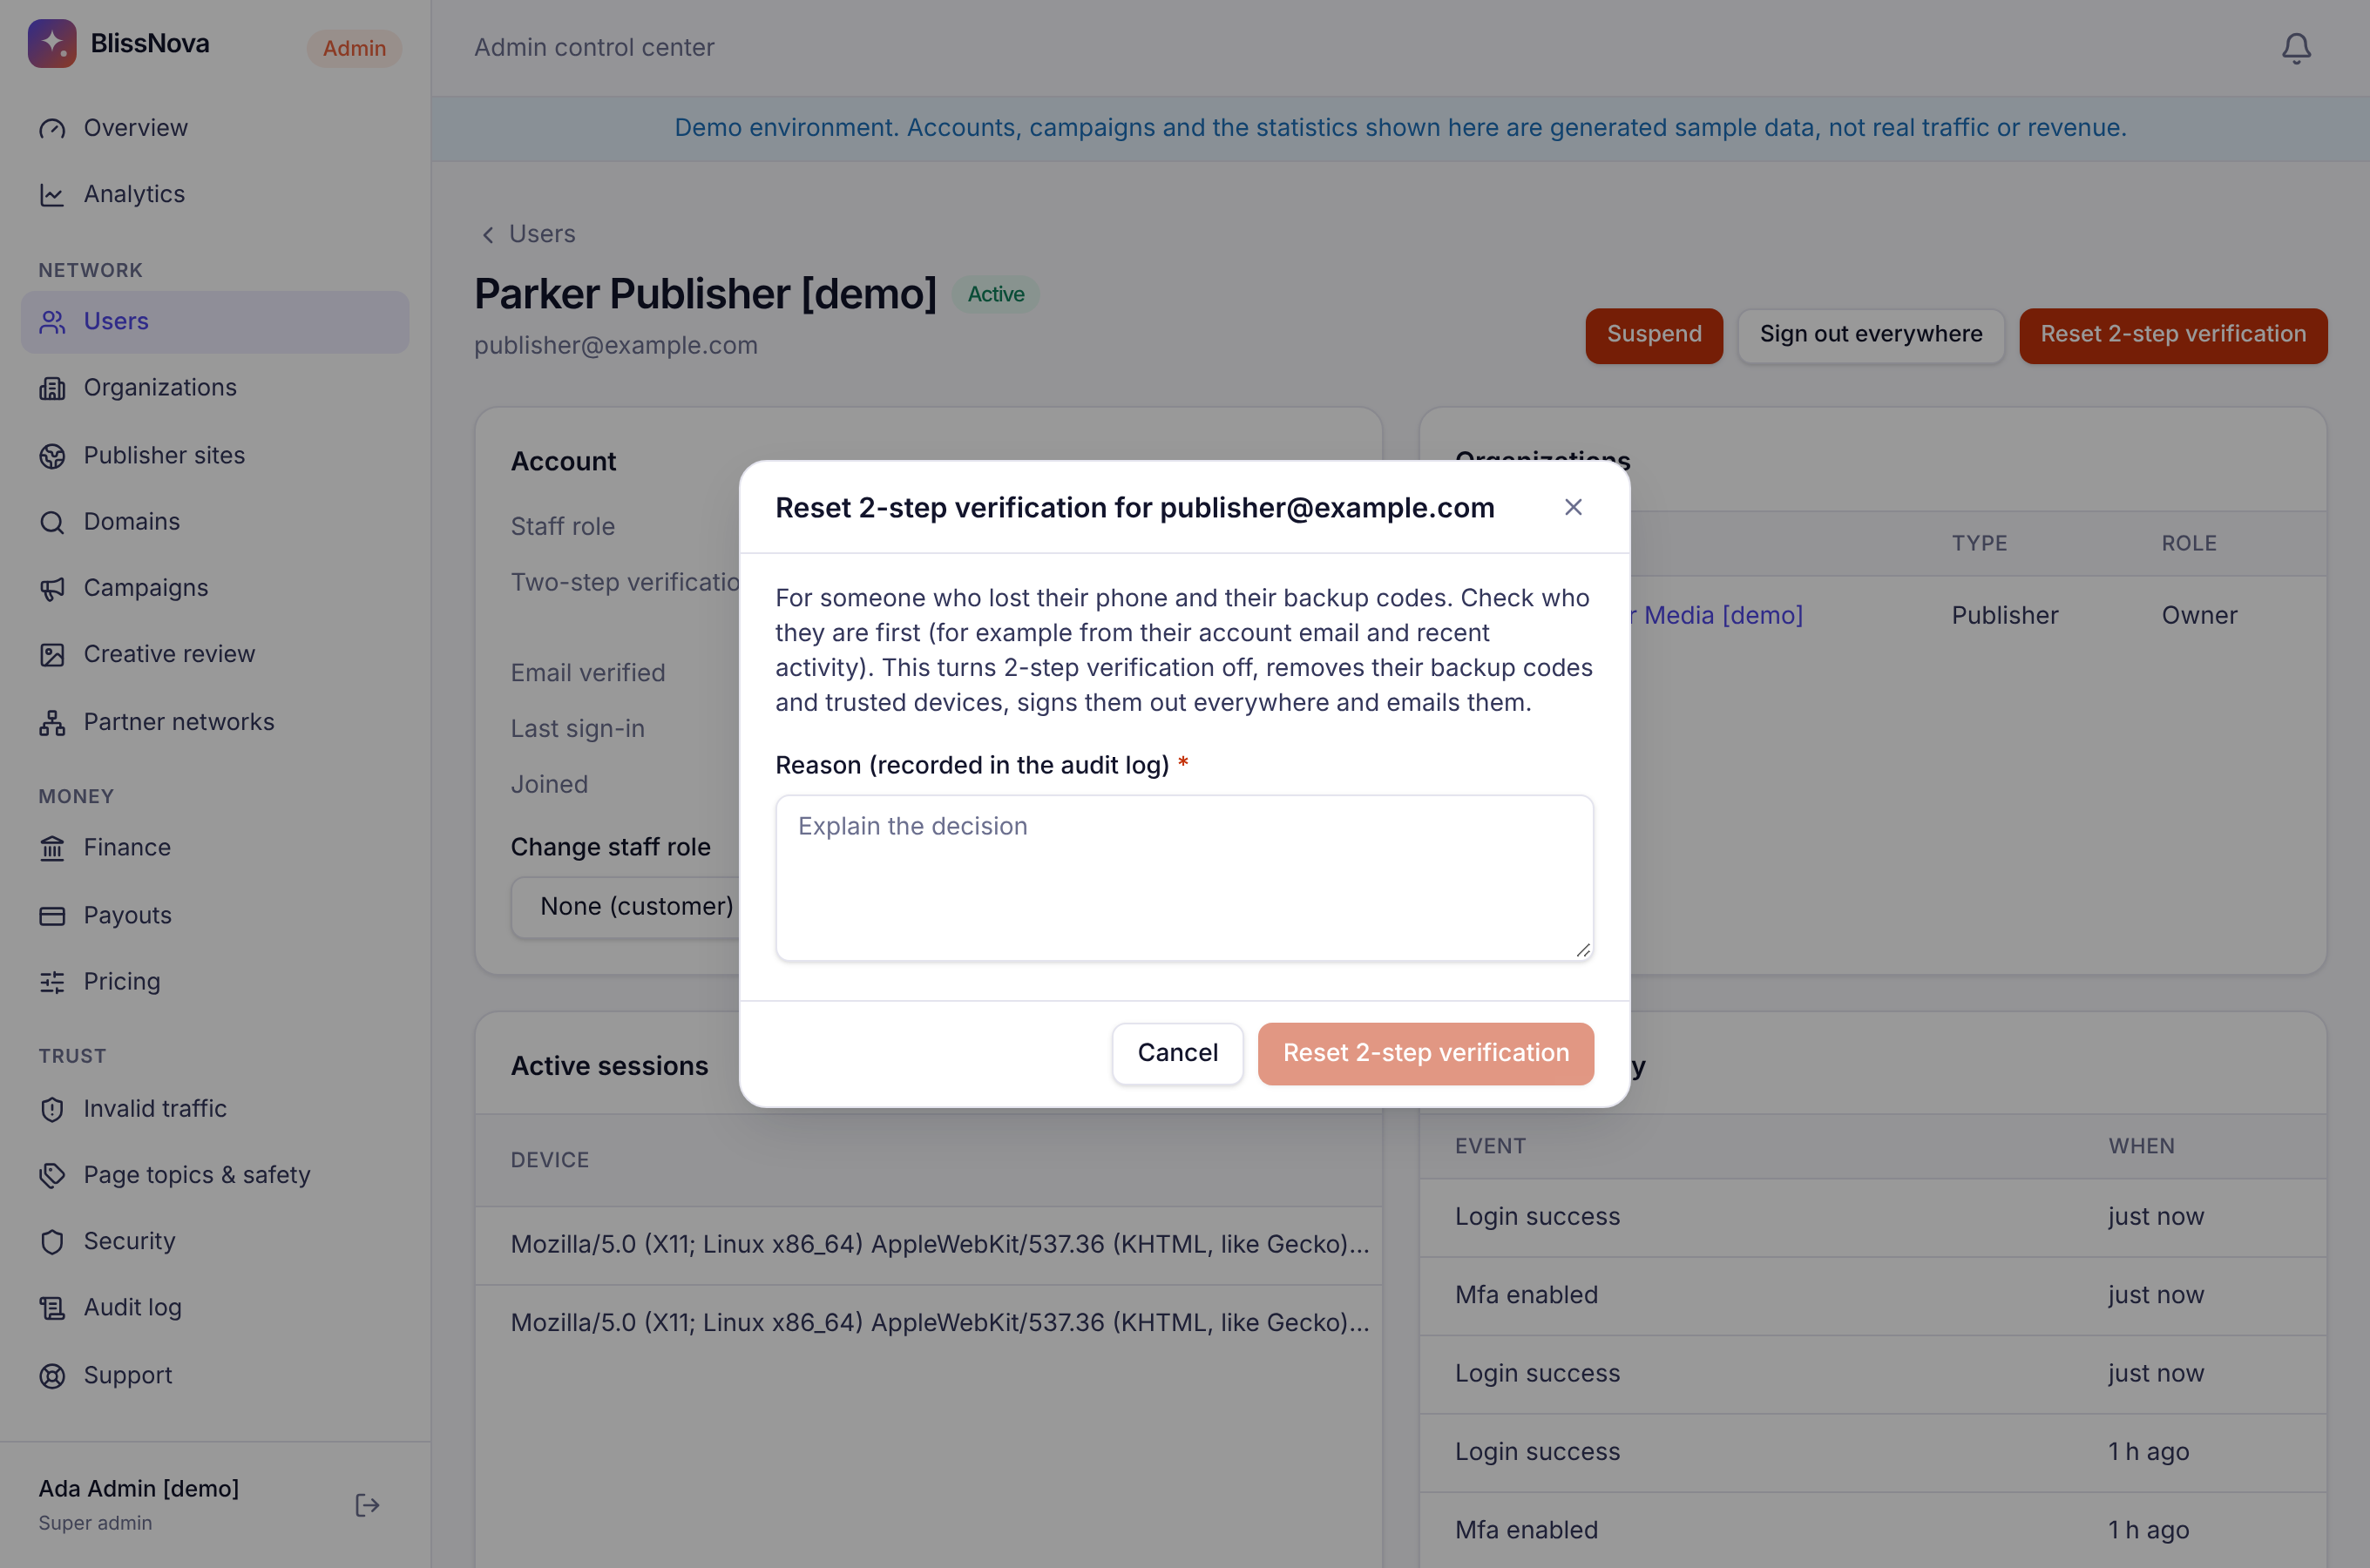 BlissNova
Admin
Overview
Analytics
NETWORK
Users
Organizations
Publisher sites
Domains
Campaigns
Creative review
Partner networks
MONEY
Finance
Payouts
Pricing
TRUST
Invalid traffic
Page topics & safety
Security
Audit log
Support
Ada Admin [demo]
Super admin
Admin control center
Demo environment. Accounts, campaigns and the statistics shown here are generated sample data, not real traffic or revenue.
Users
Parker Publisher [demo]
Active
publisher@example.com
Suspend
Sign out everywhere
Reset 2-step verification
Account
Staff role
Two-step
Email verified
Last sign-in
Joined
Change staff role
None (customer)
Organizations
TYPE
ROLE
Media [demo]
Publisher
Owner
Reset 2-step verification for publisher@example.com
For someone who lost their phone and their backup codes. Check who
they are first (for example from their account email and recent
activity). This turns 2-step verification off, removes their backup codes
and trusted devices, signs them out everywhere and emails them.
Reason (recorded in the audit log) *
Explain the decision
Cancel
Reset 2-step verification
Active sessions
DEVICE
Mozilla/5.0 (X11; Linux x86_64) AppleWebKit/537.36 (KHTML, like Gecko)...
Mozilla/5.0 (X11; Linux x86_64) AppleWebKit/537.36 (KHTML, like Gecko)...
EVENT
WHEN
Login success
just now
Mfa enabled
just now
Login success
just now
Login success
1 h ago
Mfa enabled
1 h ago